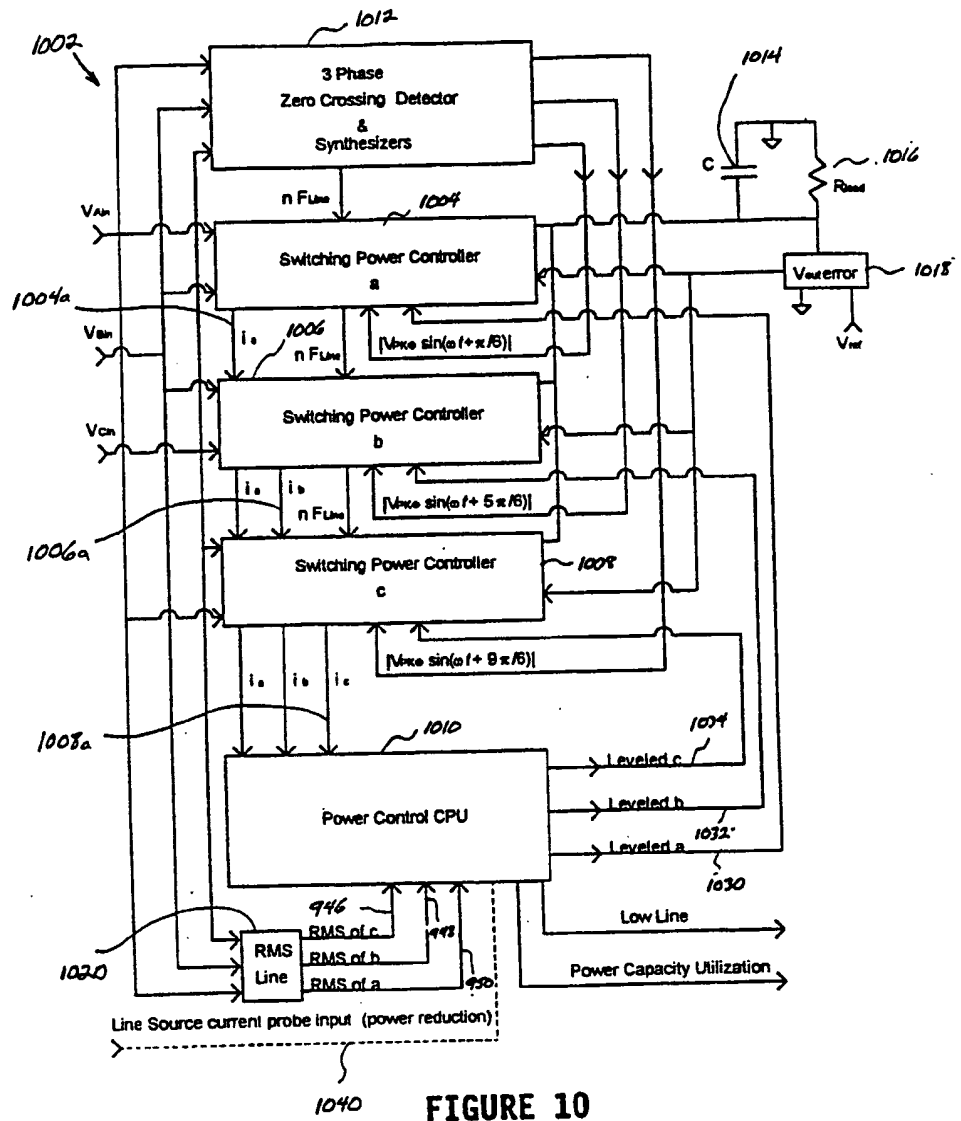 1012
1002
3 Phase
Zero Crossing Detector
&
Synthesizers
1014
C
1016
Rload
n FLine
1004
VAin
Switching Power Controller
a
Vout error
1018
1004a
VBin
ia
1006
n FLine
|VPKΦ sin(ωt + π/6)|
Vref
Switching Power Controller
b
VCin
ia
ib
n FLine
|VPKΦ sin(ωt + 5π/6)|
1006a
Switching Power Controller
c
1008
|VPKΦ sin(ωt + 9π/6)|
ia
ib
ic
1008a
1010
Power Control CPU
Leveled c
1034
Leveled b
1032
Leveled a
1030
946
948
950
Low Line
1020
RMS
Line
RMS of c
RMS of b
RMS of a
Power Capacity Utilization
Line Source current probe input (power reduction)
1040
FIGURE 10